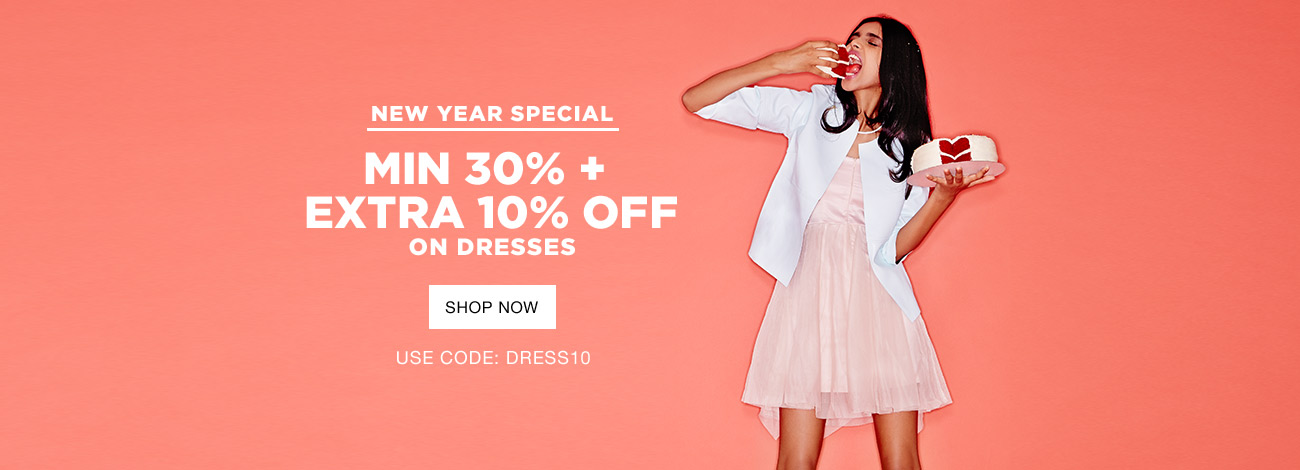 NEW YEAR SPECIAL
MIN 30% +
EXTRA 10% OFF
ON DRESSES
SHOP NOW
USE CODE: DRESS10